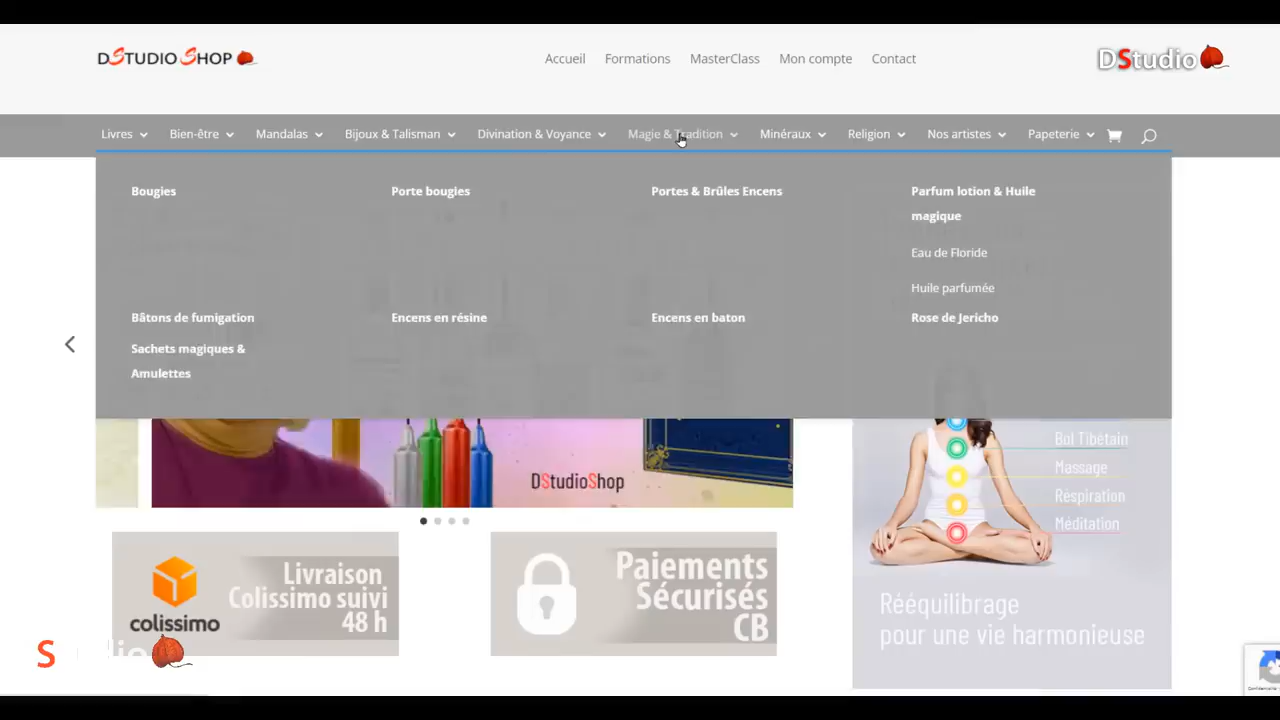 DSTUDIO SHOP
Accueil Formations MasterClass Mon compte Contact
DStudio
Livres Bien-être Mandalas Bijoux & Talisman Divination & Voyance Magie & Tradition Minéraux Religion Nos artistes Papeterie
Bougies
Porte bougies
Portes & Brûles Encens
Parfum lotion & Huile
magique
Eau de Floride
Huile parfumée
Bâtons de fumigation
Encens en résine
Encens en baton
Rose de Jericho
Sachets magiques &
Amulettes
DStudioShop
Bol Tibétain
Massage
Respiration
Méditation
Rééquilibrage
pour une vie harmonieuse
colissimo
Livraison
Colissimo suivi
48 h
Paiements
Sécurisés
CB